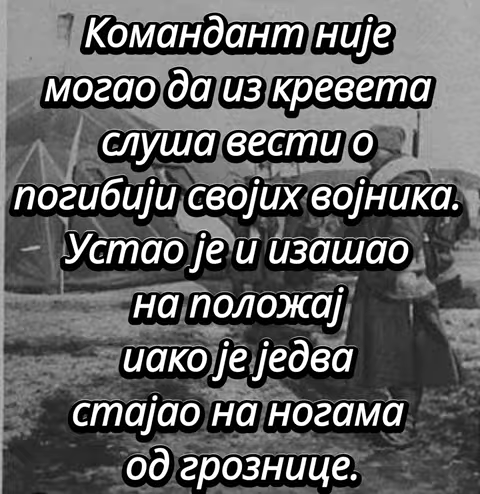 Командант није
могао да из кревета
слуша вести о
погибији својих војника.
Устао је и изашао
на положај
иако је једва
стајао на ногама
од грознице.